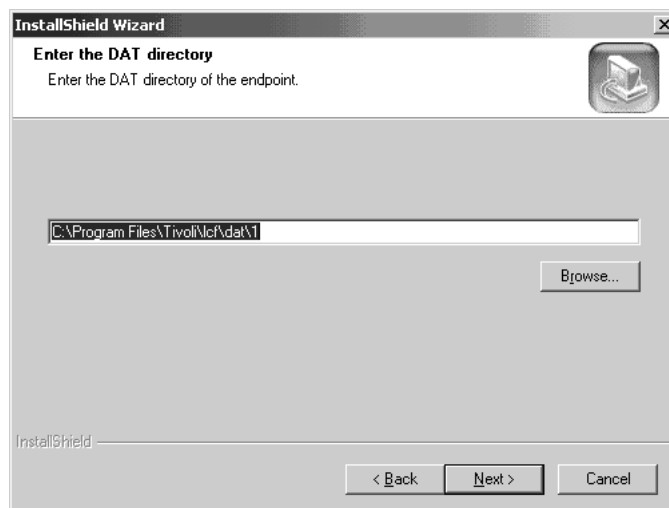 InstallShield Wizard
Enter the DAT directory
Enter the DAT directory of the endpoint.
C:\Program Files\Tivoli\lcf\dat\1
Browse...
InstallShield
< Back
Next >
Cancel